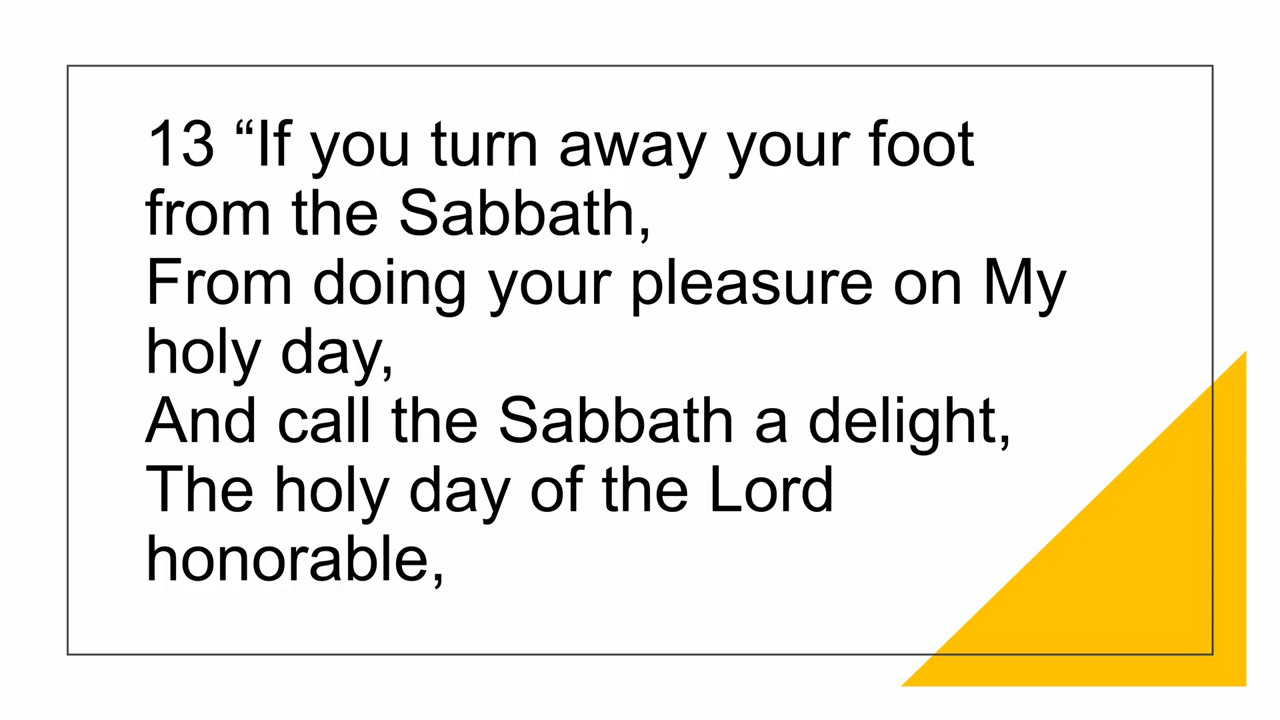 13 “If you turn away your foot
from the Sabbath,
From doing your pleasure on My
holy day,
And call the Sabbath a delight,
The holy day of the Lord
honorable,